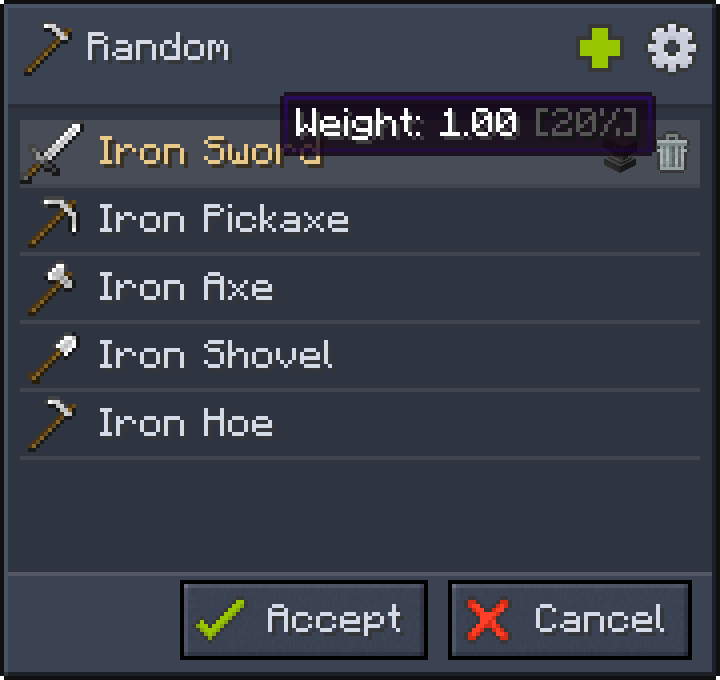 Random
Weight: 1.00 [20%]
Iron Sword
Iron Pickaxe
Iron Axe
Iron Shovel
Iron Hoe
Accept
Cancel